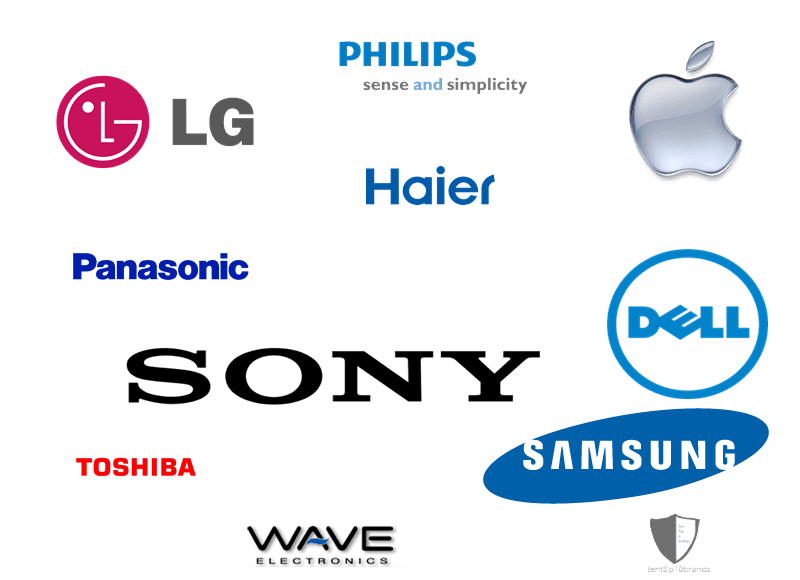 PHILIPS
sense and simplicity
LG
Haier
Panasonic
DELL
SONY
SAMSUNG
TOSHIBA
WAVE
ELECTRONICS